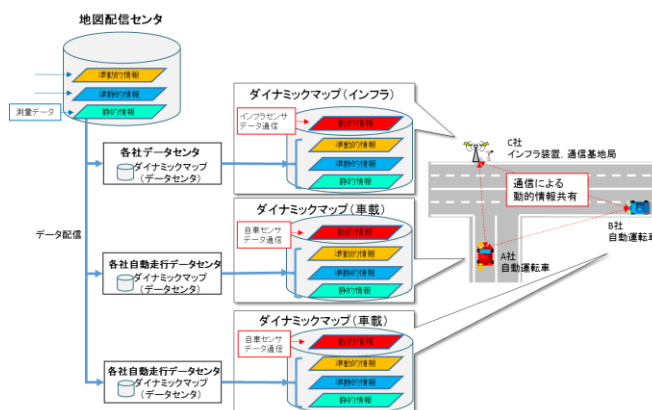 地図配信センタ
準動的情報
準静的情報
測量データ
静的情報
ダイナミックマップ(インフラ)
インフラセンサ
データ通信
動的情報
準動的情報
準静的情報
静的情報
各社データセンタ
ダイナミックマップ
(データセンタ)
C社
インフラ装置, 通信基地局
通信による
動的情報共有
B社
自動運転車
A社
自動運転車
データ配信
ダイナミックマップ(車載)
自車センサ
データ通信
動的情報
準動的情報
準静的情報
静的情報
各社自動走行データセンタ
ダイナミックマップ
(データセンタ)
ダイナミックマップ(車載)
自車センサ
データ通信
動的情報
準動的情報
準静的情報
静的情報
各社自動走行データセンタ
ダイナミックマップ
(データセンタ)